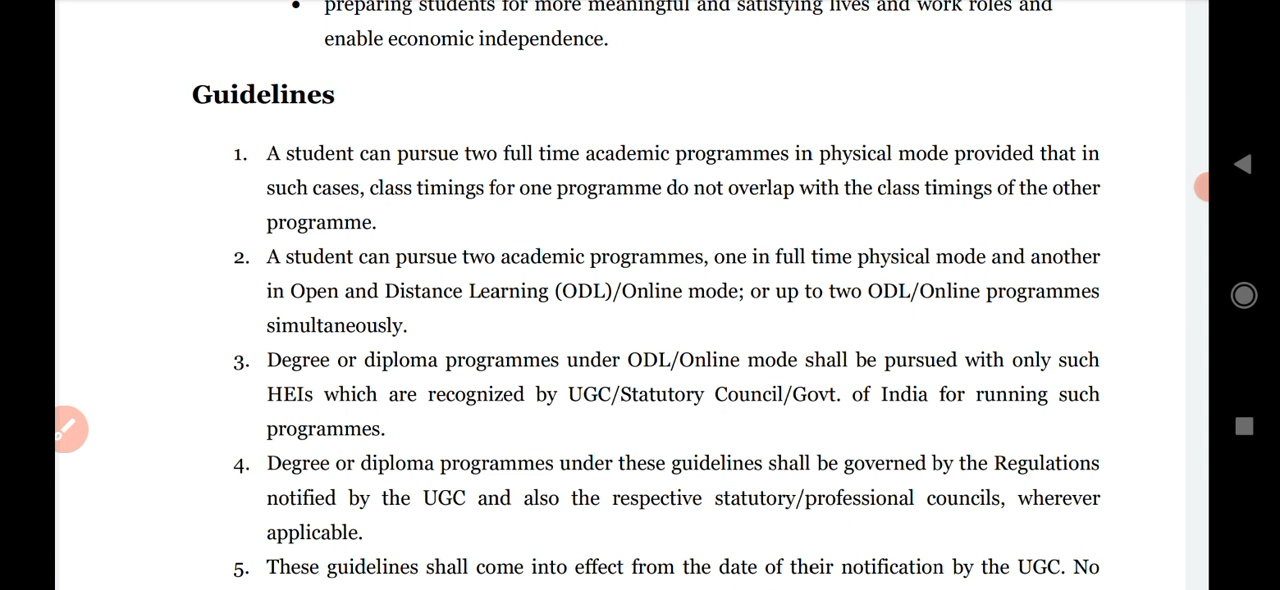 • preparing students for more meaningful and satisfying lives and work roles and
enable economic independence.
Guidelines
1. A student can pursue two full time academic programmes in physical mode provided that in
such cases, class timings for one programme do not overlap with the class timings of the other
programme.
2. A student can pursue two academic programmes, one in full time physical mode and another
in Open and Distance Learning (ODL)/Online mode; or up to two ODL/Online programmes
simultaneously.
3. Degree or diploma programmes under ODL/Online mode shall be pursued with only such
HEIs which are recognized by UGC/Statutory Council/Govt. of India for running such
programmes.
4. Degree or diploma programmes under these guidelines shall be governed by the Regulations
notified by the UGC and also the respective statutory/professional councils, wherever
applicable.
5. These guidelines shall come into effect from the date of their notification by the UGC. No